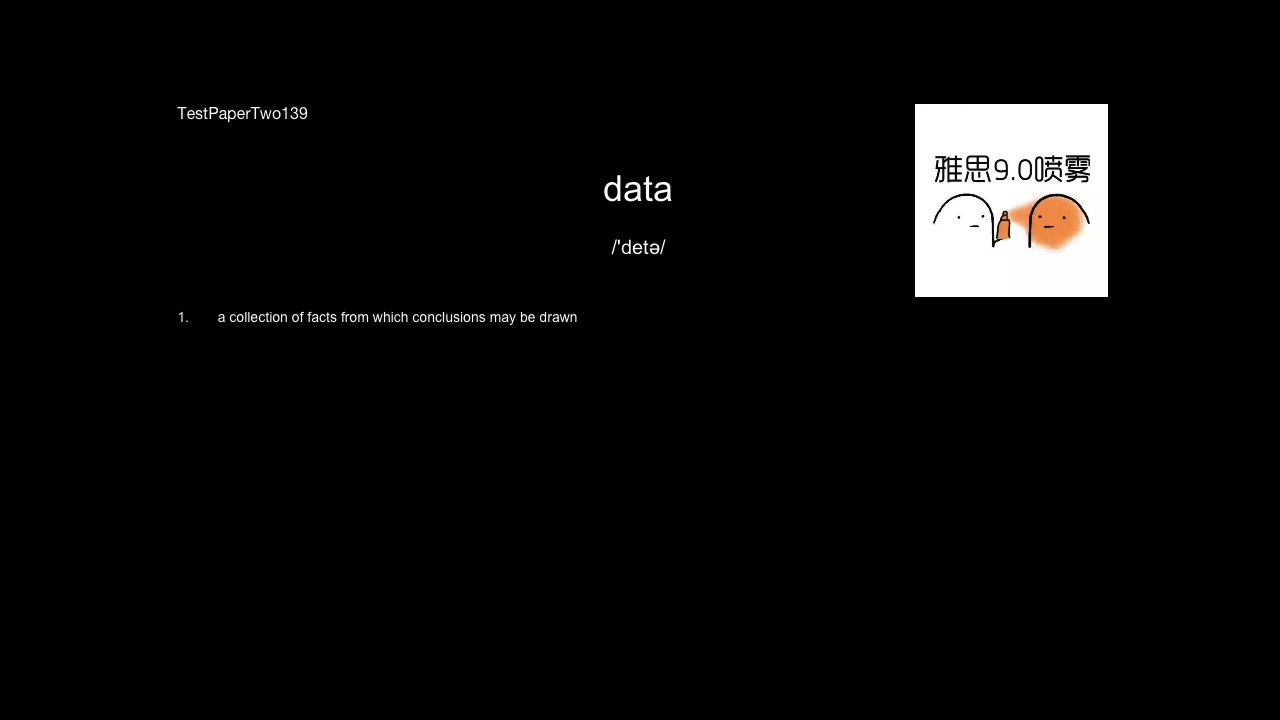 TestPaperTwo139
雅思9.0喷雾
data
/'detə/
1. a collection of facts from which conclusions may be drawn